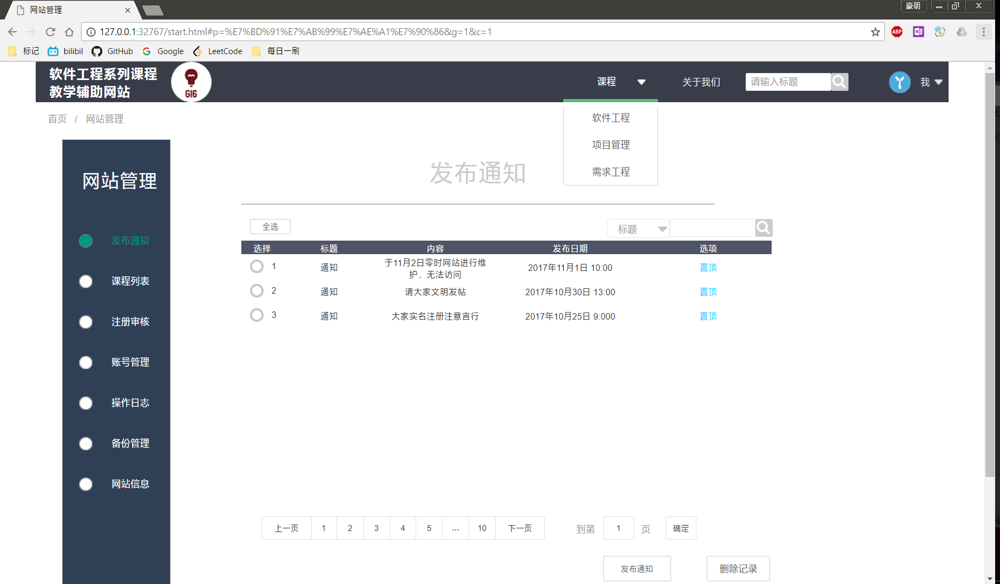 网站管理
豪明
127.0.0.1:32767/start.html#p=%E7%BD%91%E7%AB%99%E7%AE%A1%E7%90%86&g=1&c=1
ABP
N
标记 bilibil GitHub Google LeetCode 每日一刷
软件工程系列课程
教学辅助网站
GI6
课程 关于我们 请输入标题 我
首页 / 网站管理
软件工程
项目管理
需求工程
网站管理
发布通知
课程列表
注册审核
账号管理
操作日志
备份管理
网站信息
发布通知
全选 标题
选择 标题 内容 发布日期 选项
1 通知 于11月2日零时网站进行维
护，无法访问 2017年11月1日 10:00 置顶
2 通知 请大家文明发帖 2017年10月30日 13:00 置顶
3 通知 大家实名注册注意言行 2017年10月25日 9:000 置顶
上一页 1 2 3 4 5 ... 10 下一页 到第 1 页 确定
发布通知 删除记录